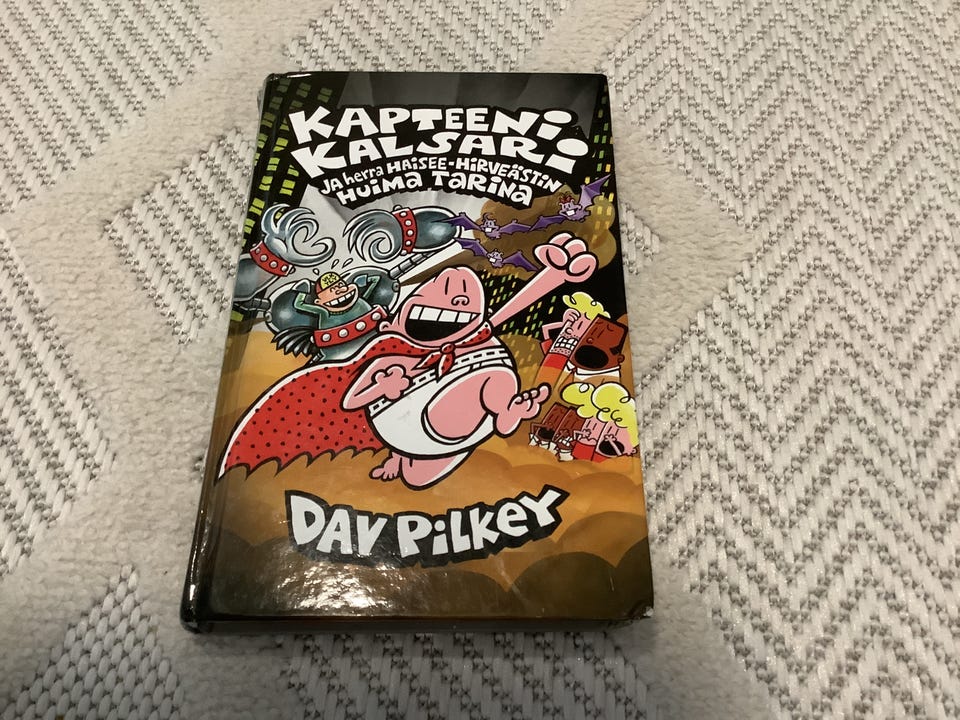 KAPTEENI
KALSARI
JA herra HAISEE-HIRVEÄSTIN
HUIMA TARINA
DAV PILKEY